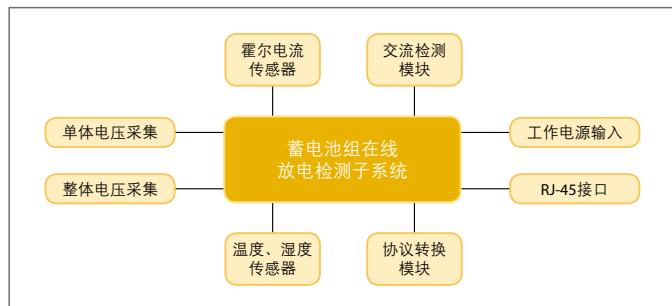 霍尔电流
传感器
交流检测
模块
单体电压采集
蓄电池组在线
放电检测子系统
工作电源输入
整体电压采集
RJ-45接口
温度、湿度
传感器
协议转换
模块